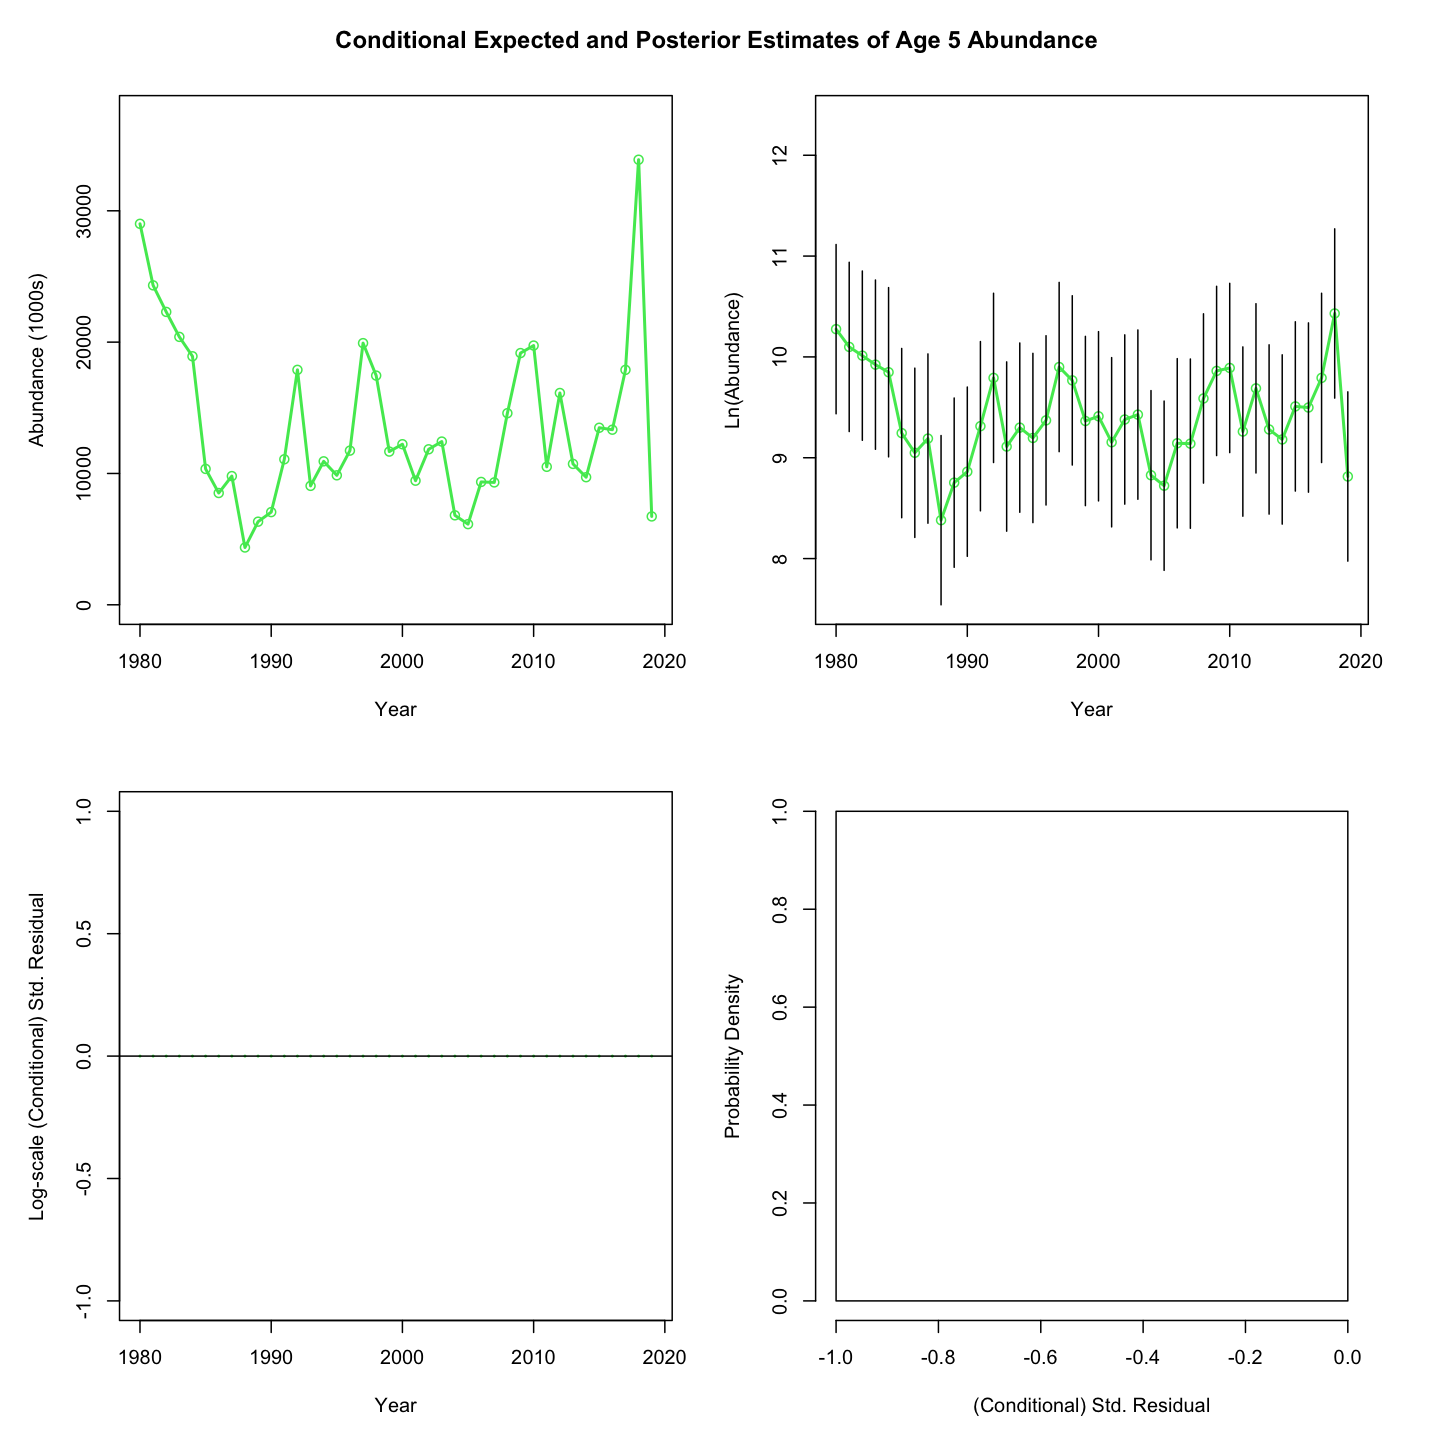 Conditional Expected and Posterior Estimates of Age 5 Abundance
Abundance (1000s)
30000
20000
10000
0
1980 1990 2000 2010 2020
Year
Ln(Abundance)
12
11
10
9
8
1980 1990 2000 2010 2020
Year
Log-scale (Conditional) Std. Residual
1.0
0.5
0.0
-0.5
-1.0
1980 1990 2000 2010 2020
Year
Probability Density
1.0
0.8
0.6
0.4
0.2
0.0
-1.0 -0.8 -0.6 -0.4 -0.2 0.0
(Conditional) Std. Residual